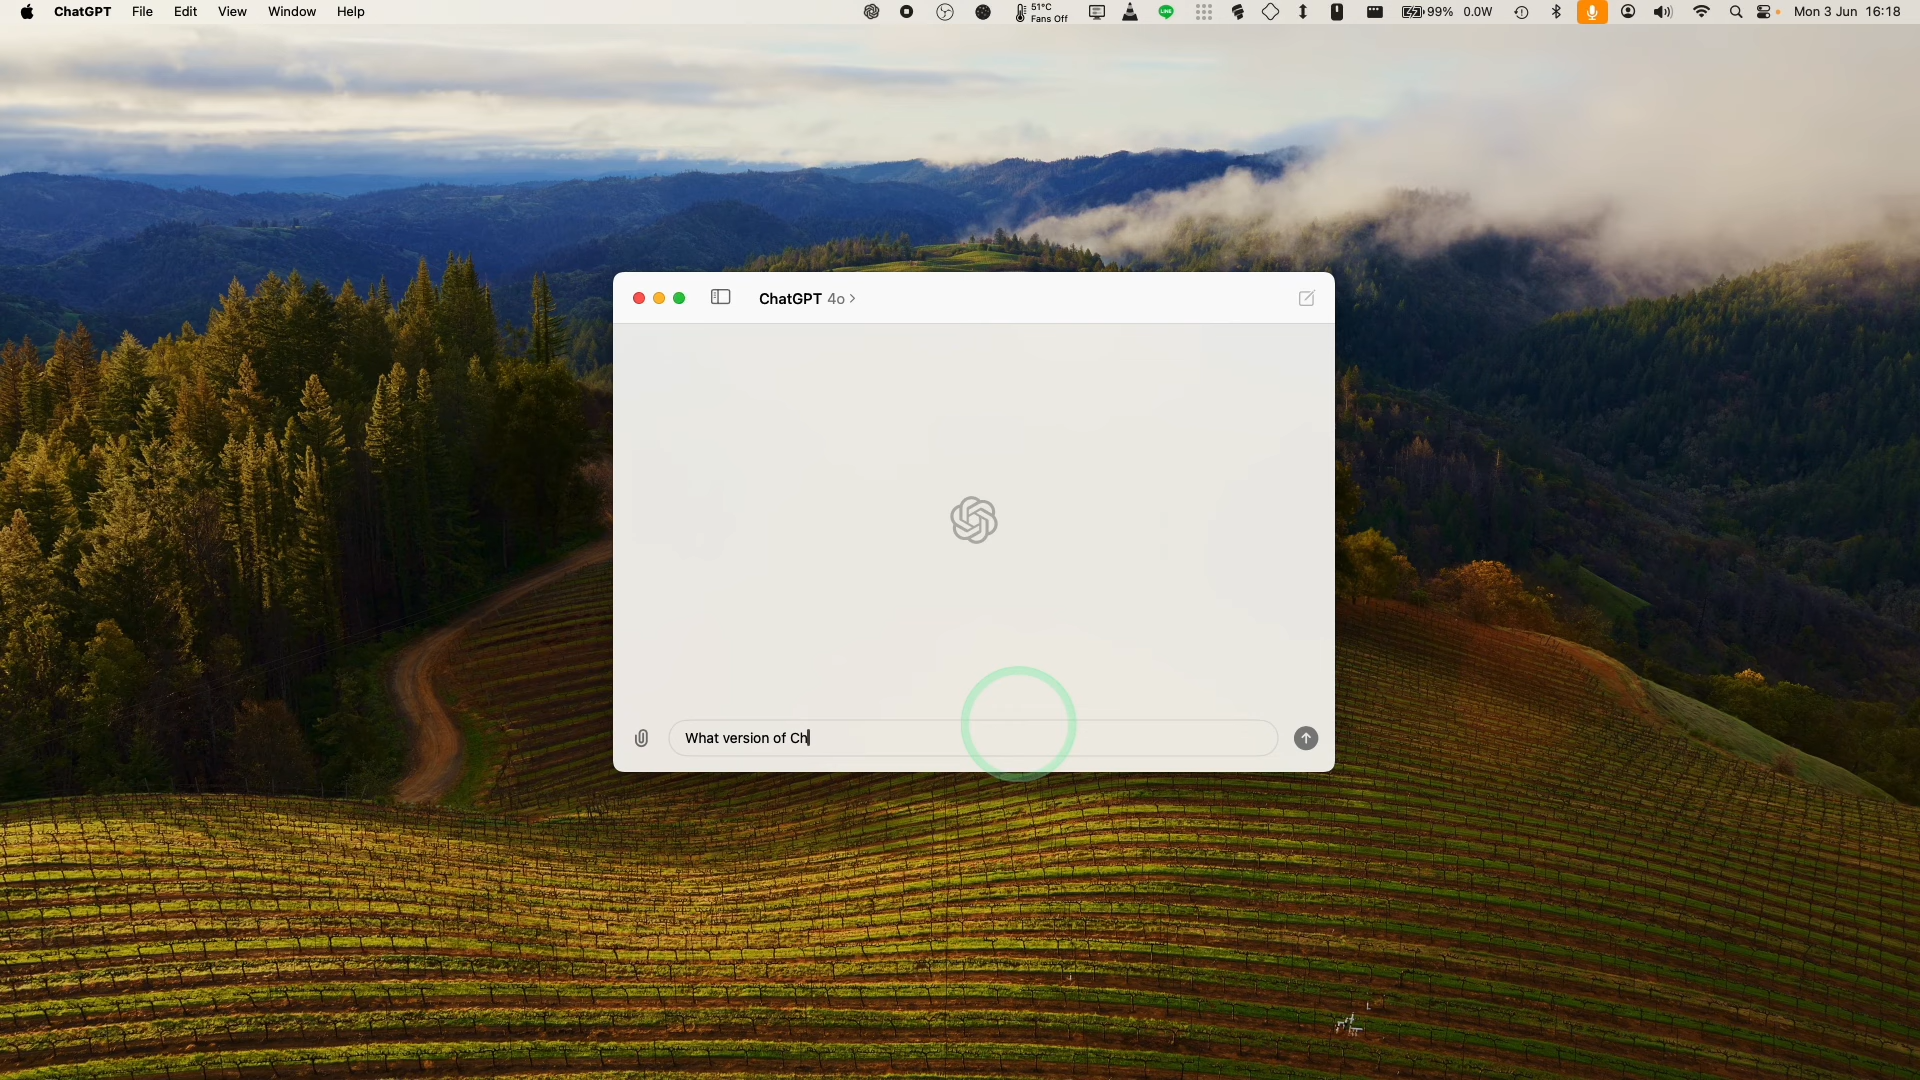 ChatGPT File Edit View Window Help 51°C Fans Off LINE 99% 0.0W Mon 3 Jun 16:18
ChatGPT 4o
What version of Ch